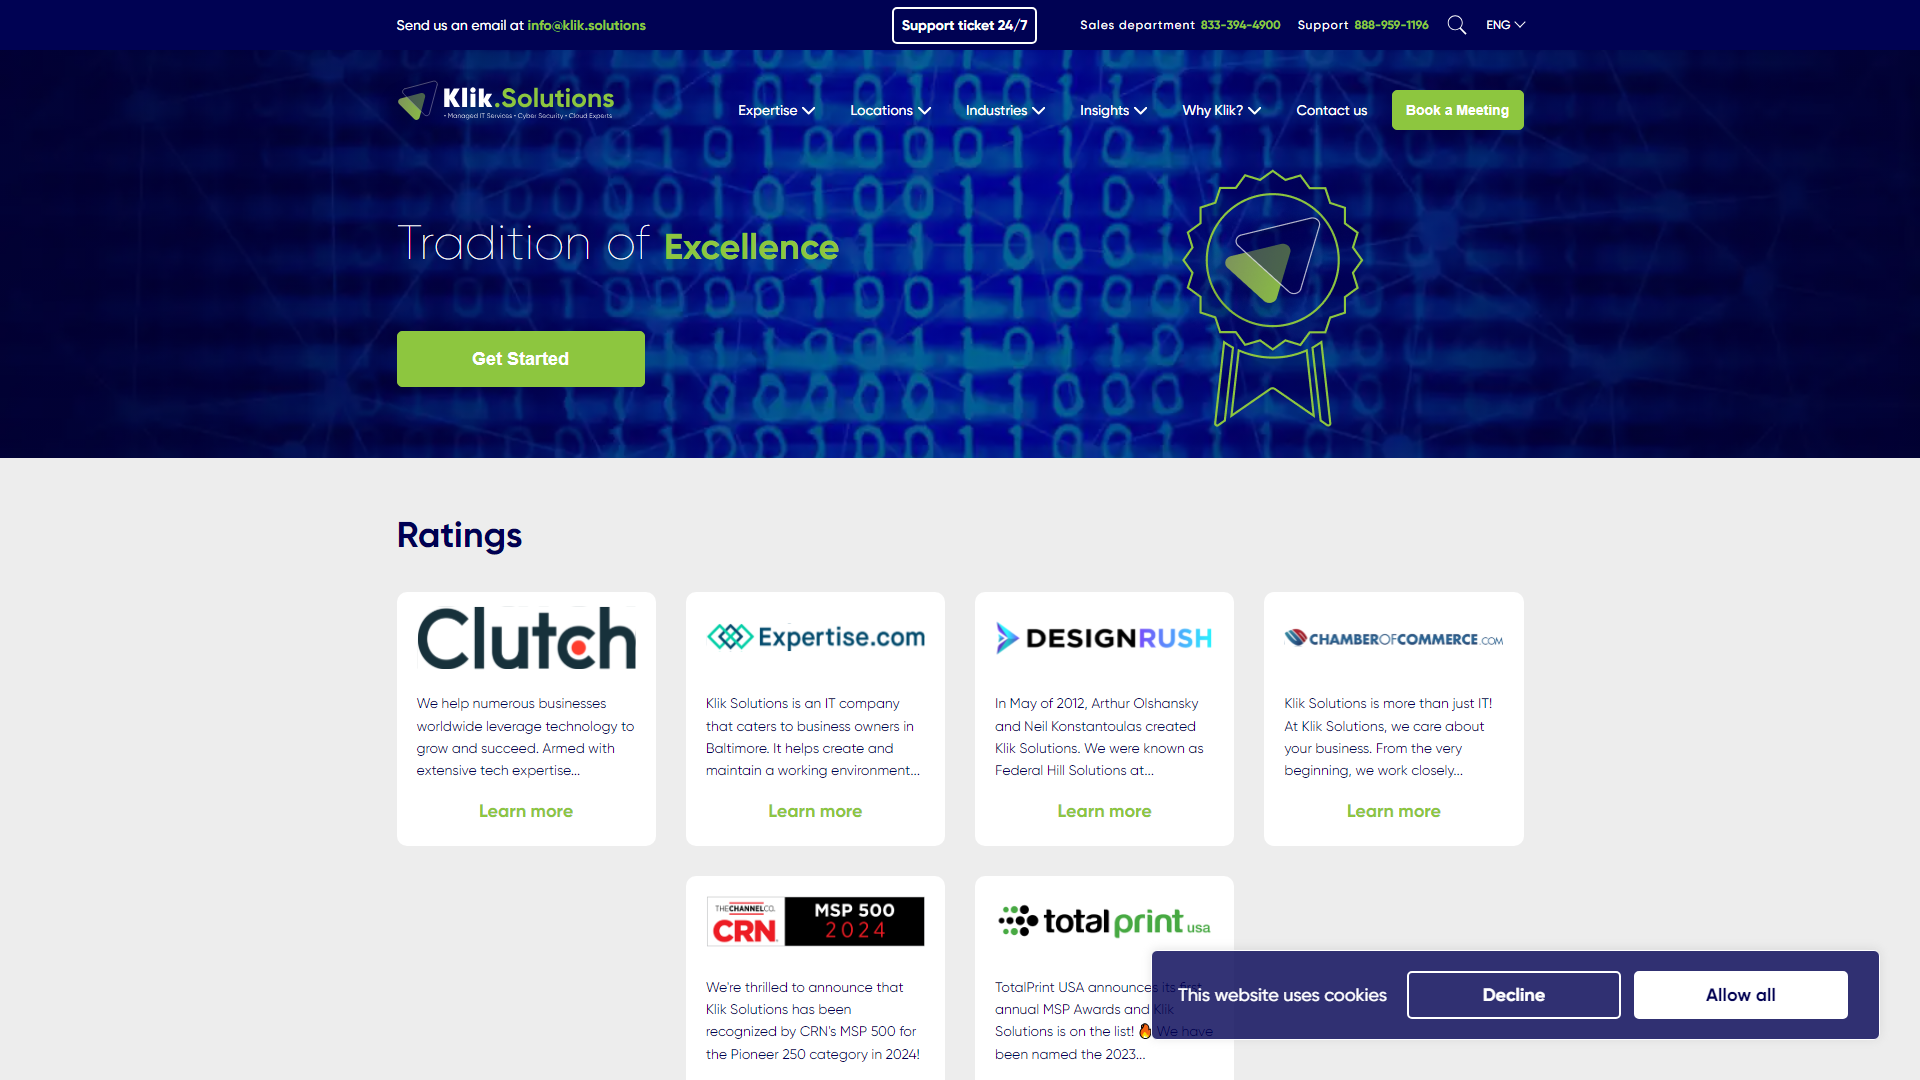 Send us an email at info@klik.solutions
Support ticket 24/7
Sales department 833-394-4900
Support 888-959-1196
ENG
Klik.Solutions
• Managed IT Services • Cyber Security • Cloud Experts
Expertise
Locations
Industries
Insights
Why Klik?
Contact us
Book a Meeting
Tradition of Excellence
Get Started
Ratings
Clutch
We help numerous businesses
worldwide leverage technology to
grow and succeed. Armed with
extensive tech expertise...
Learn more
Expertise.com
Klik Solutions is an IT company
that caters to business owners in
Baltimore. It helps create and
maintain a working environment...
Learn more
DESIGNRUSH
In May of 2012, Arthur Olshansky
and Neil Konstantoulas created
Klik Solutions. We were known as
Federal Hill Solutions at...
Learn more
CHAMBEROFCOMMERCE.COM
Klik Solutions is more than just IT!
At Klik Solutions, we care about
your business. From the very
beginning, we work closely...
Learn more
THE CHANNEL CO.
CRN
MSP 500
2024
We're thrilled to announce that
Klik Solutions has been
recognized by CRN's MSP 500 for
the Pioneer 250 category in 2024!
totalprint usa
TotalPrint USA announces its first
annual MSP Awards and Klik
Solutions is on the list! 🔥 We have
been named the 2023...
This website uses cookies
Decline
Allow all